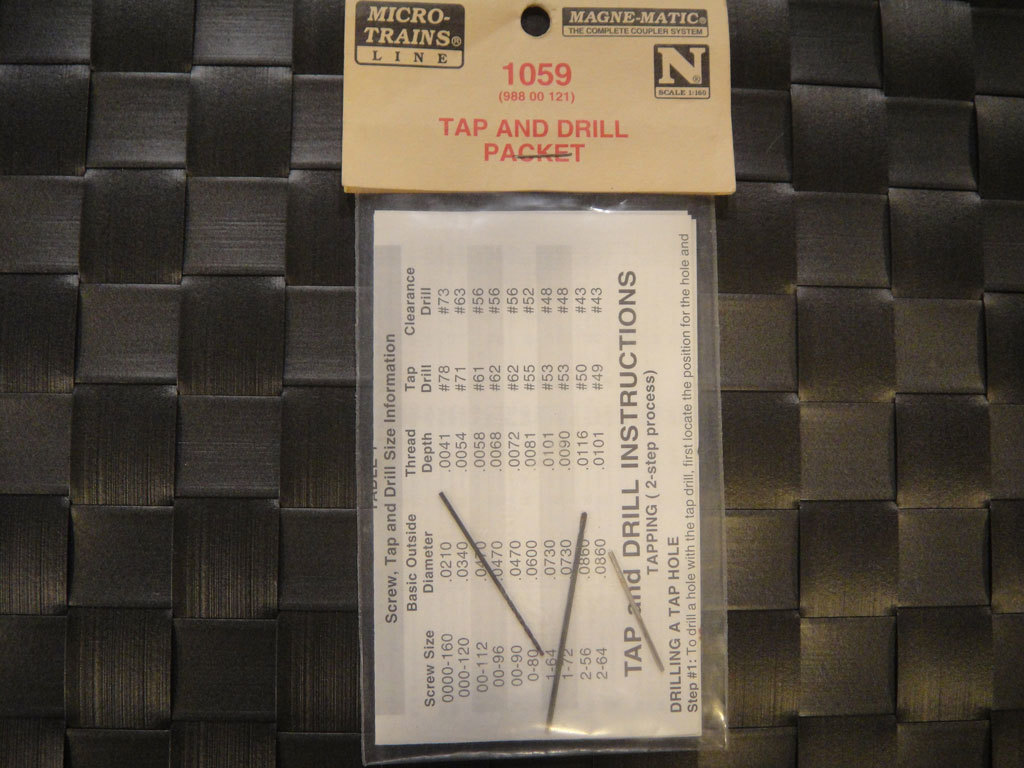 MICRO-
TRAINS®
LINE
MAGNE-MATIC®
THE COMPLETE COUPLER SYSTEM
N®
SCALE 1:160
1059
(988 00 121)
TAP AND DRILL
PACKET
Screw, Tap and Drill Size Information
Screw Size Basic Outside Diameter Thread Depth Tap Drill Clearance Drill
0000-160 .0210 .0041 #78 #73
000-120 .0340 .0054 #71 #63
00-112 .0470 .0058 #61 #56
00-96 .0470 .0068 #62 #56
00-90 .0470 .0072 #62 #56
0-80 .0600 .0081 #55 #52
1-64 .0730 .0101 #53 #48
1-72 .0730 .0090 #53 #48
2-56 .0860 .0116 #50 #43
2-64 .0860 .0101 #49 #43
TAP and DRILL INSTRUCTIONS
TAPPING ( 2-step process)
DRILLING A TAP HOLE
Step #1: To drill a hole with the tap drill, first locate the position for the hole and